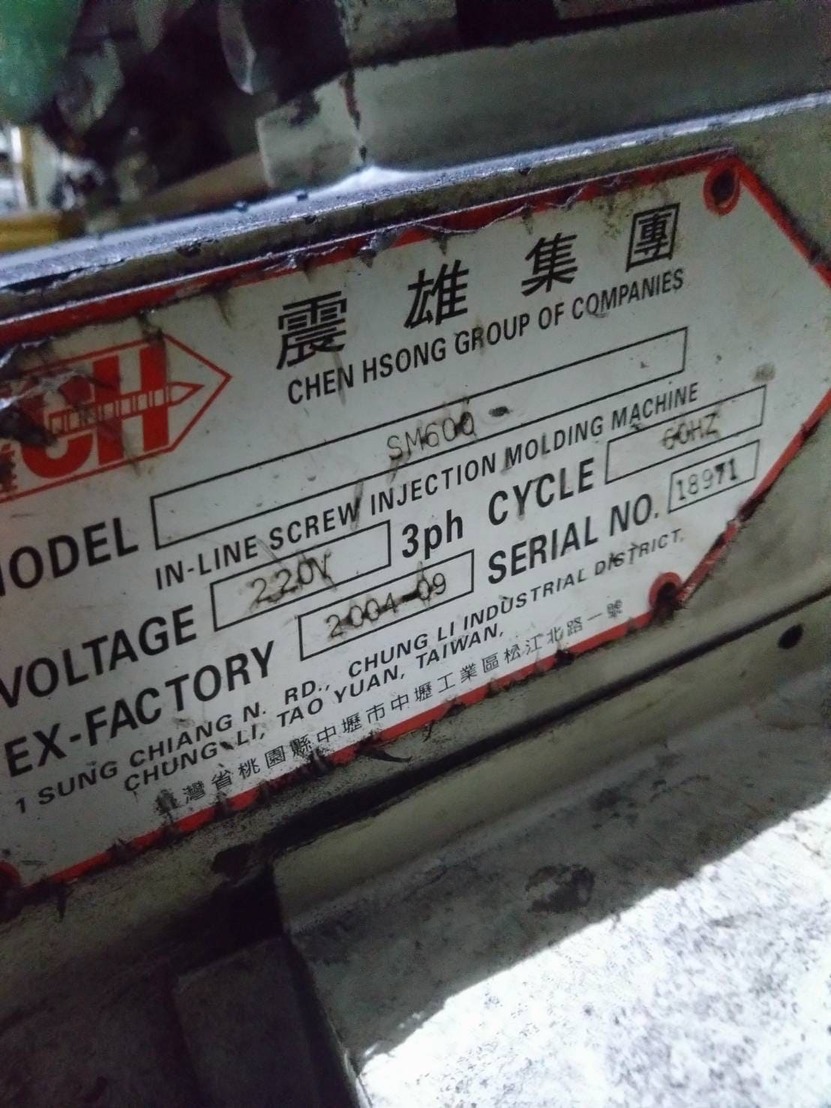 震雄集團
CHEN HSONG GROUP OF COMPANIES
CH
MODEL SM600
IN-LINE SCREW INJECTION MOLDING MACHINE
VOLTAGE 220V 3ph CYCLE 60HZ
EX-FACTORY 2004-09 SERIAL NO. 18971
1 SUNG CHIANG N. RD., CHUNG LI INDUSTRIAL DISTRICT,
CHUNG LI, TAO YUAN, TAIWAN,
臺灣省桃園縣中壢市中壢工業區松江北路一號